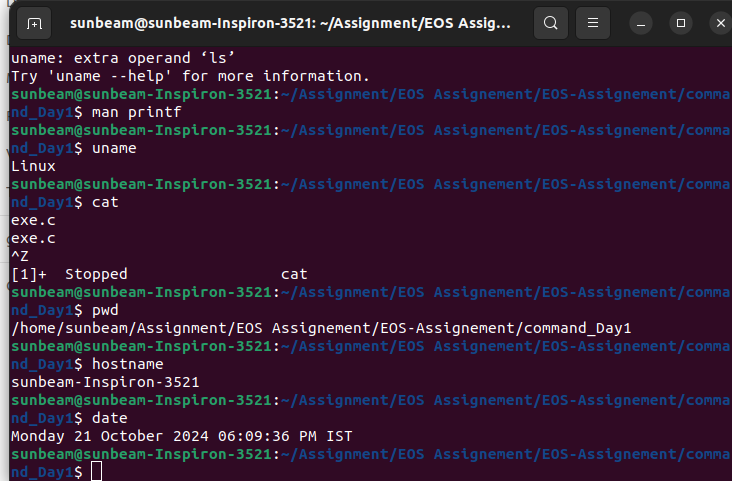 sunbeam@sunbeam-Inspiron-3521: ~/Assignment/EOS Assig...
uname: extra operand ‘ls’
Try 'uname --help' for more information.
sunbeam@sunbeam-Inspiron-3521:~/Assignment/EOS Assignement/EOS-Assignement/comma
nd_Day1$ man printf
sunbeam@sunbeam-Inspiron-3521:~/Assignment/EOS Assignement/EOS-Assignement/comma
nd_Day1$ uname
Linux
sunbeam@sunbeam-Inspiron-3521:~/Assignment/EOS Assignement/EOS-Assignement/comma
nd_Day1$ cat
exe.c
exe.c
^Z
[1]+  Stopped                 cat
sunbeam@sunbeam-Inspiron-3521:~/Assignment/EOS Assignement/EOS-Assignement/comma
nd_Day1$ pwd
/home/sunbeam/Assignment/EOS Assignement/EOS-Assignement/command_Day1
sunbeam@sunbeam-Inspiron-3521:~/Assignment/EOS Assignement/EOS-Assignement/comma
nd_Day1$ hostname
sunbeam-Inspiron-3521
sunbeam@sunbeam-Inspiron-3521:~/Assignment/EOS Assignement/EOS-Assignement/comma
nd_Day1$ date
Monday 21 October 2024 06:09:36 PM IST
sunbeam@sunbeam-Inspiron-3521:~/Assignment/EOS Assignement/EOS-Assignement/comma
nd_Day1$